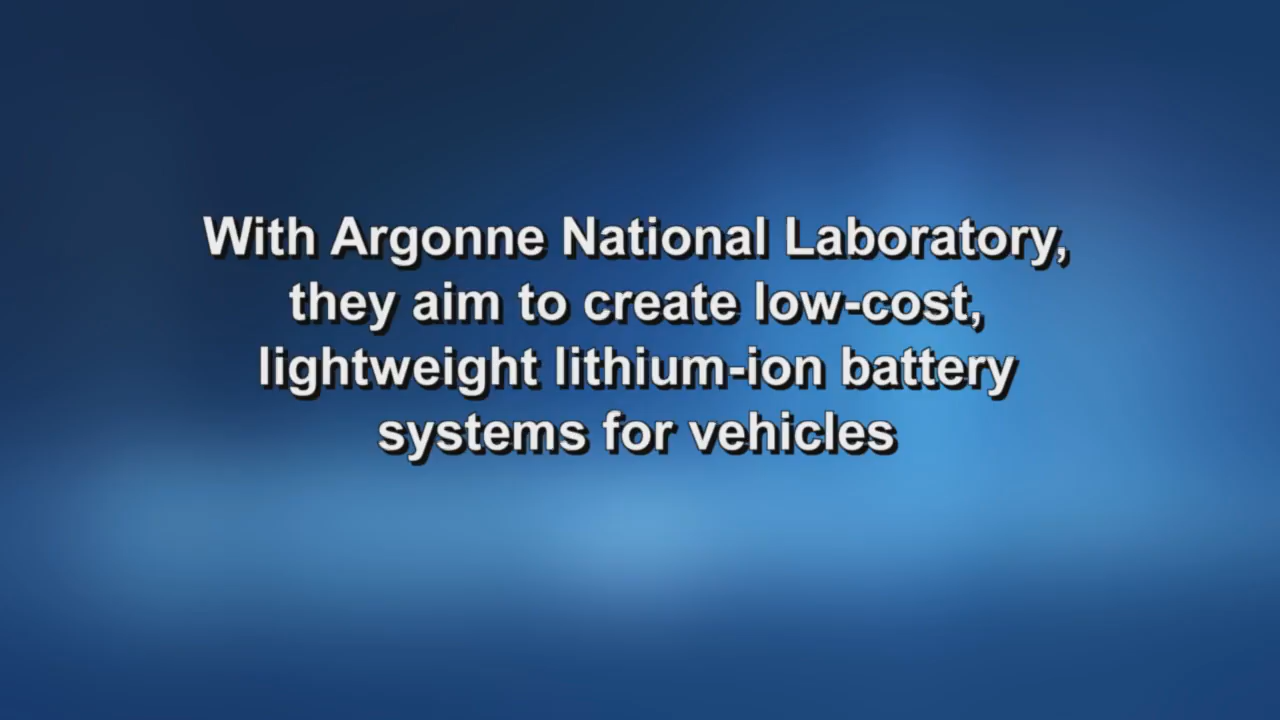 With Argonne National Laboratory,
they aim to create low-cost,
lightweight lithium-ion battery
systems for vehicles